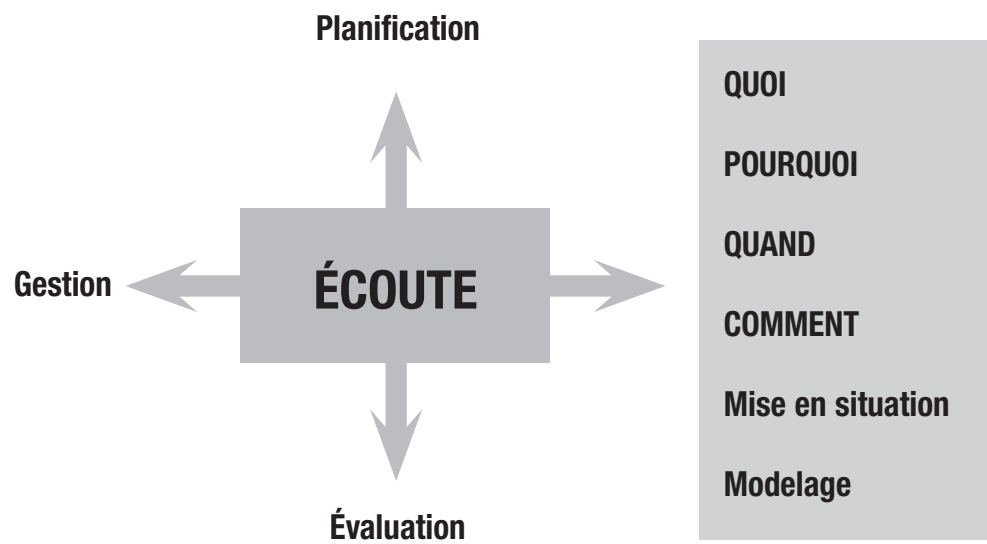 Planification
Gestion
ÉCOUTE
Évaluation
QUOI
POURQUOI
QUAND
COMMENT
Mise en situation
Modelage